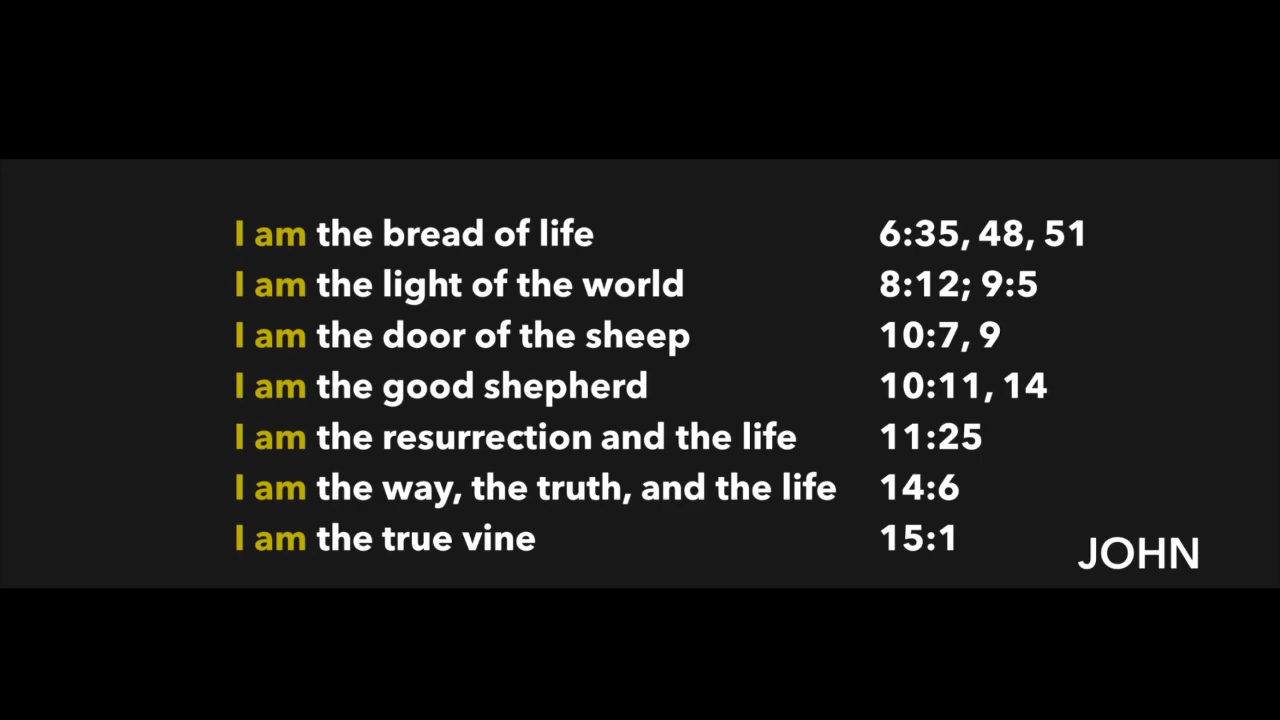 I am the bread of life 6:35, 48, 51
I am the light of the world 8:12; 9:5
I am the door of the sheep 10:7, 9
I am the good shepherd 10:11, 14
I am the resurrection and the life 11:25
I am the way, the truth, and the life 14:6
I am the true vine 15:1
JOHN